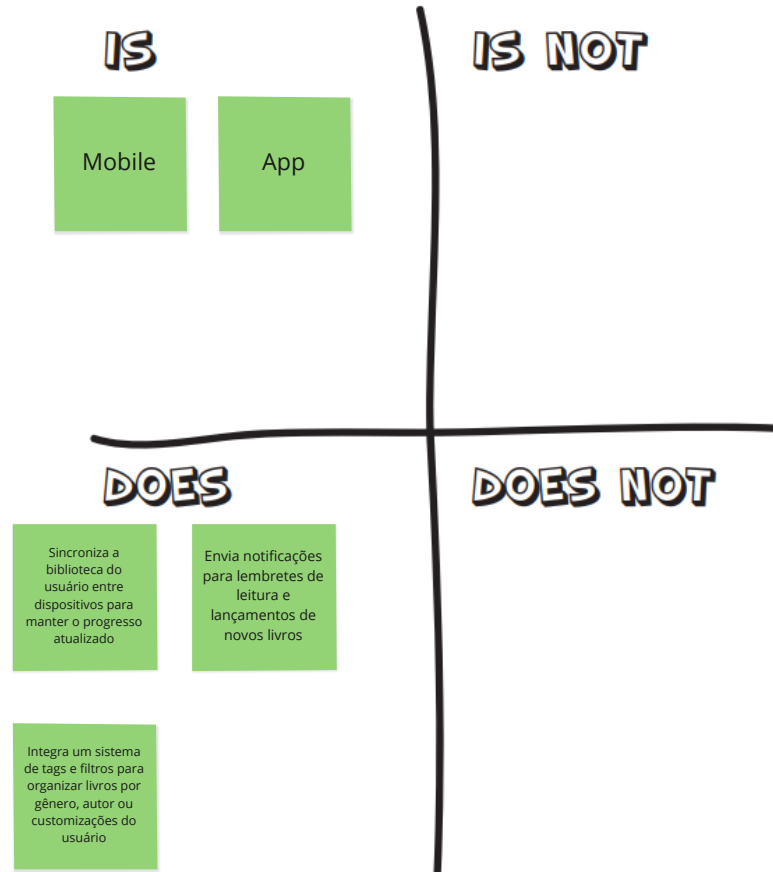 IS
IS NOT
Mobile
App
DOES
DOES NOT
Sincroniza a
biblioteca do
usuário entre
dispositivos para
manter o progresso
atualizado
Envia notificações
para lembretes de
leitura e
lançamentos de
novos livros
Integra um sistema
de tags e filtros para
organizar livros por
gênero, autor ou
customizações do
usuário